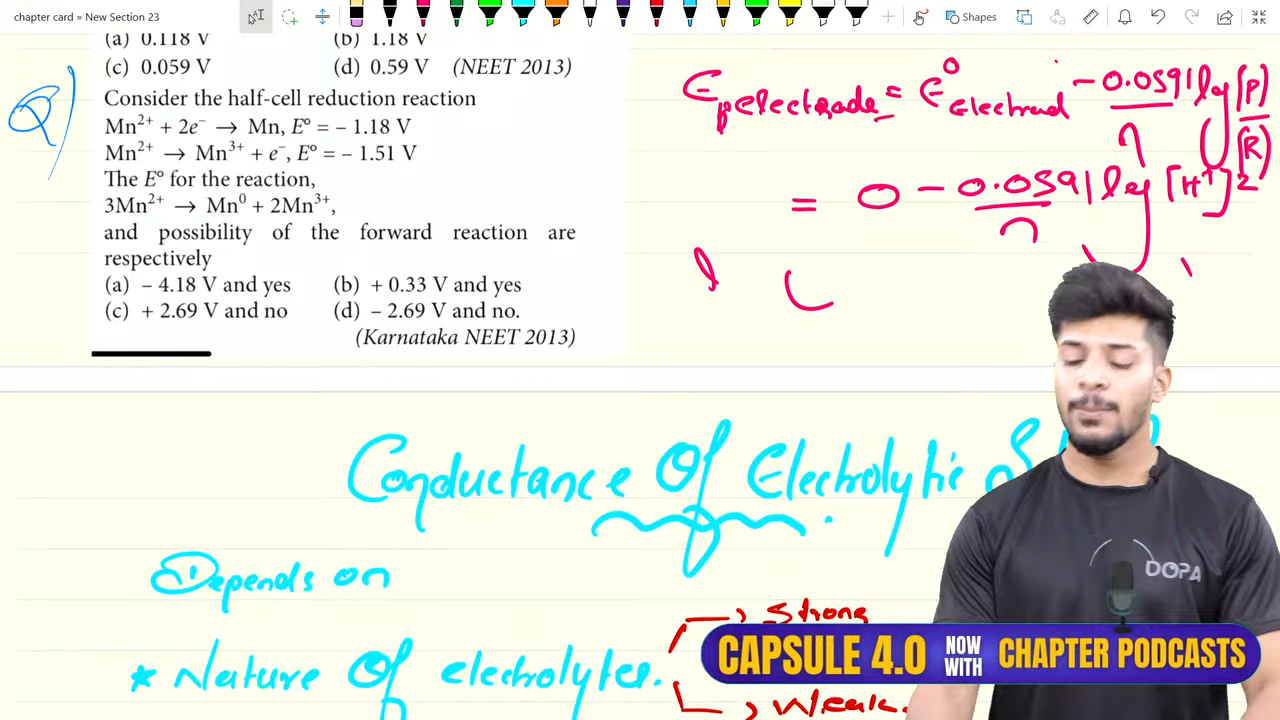 chapter card » New Section 23
Shapes
(a) 0.118 V (b) 1.18 V
(c) 0.059 V (d) 0.59 V (NEET 2013)
Q)
Consider the half-cell reduction reaction
Mn²⁺ + 2e⁻ → Mn, E° = – 1.18 V
Mn²⁺ → Mn³⁺ + e⁻, E° = – 1.51 V
The E° for the reaction,
3Mn²⁺ → Mn⁰ + 2Mn³⁺,
and possibility of the forward reaction are
respectively
(a) – 4.18 V and yes (b) + 0.33 V and yes
(c) + 2.69 V and no (d) – 2.69 V and no.
(Karnataka NEET 2013)
= E⁰ - 0.0591 log [P]
n [R]
= 0 - 0.0591 log [H⁺]²
n
Conductance Of Electrolytic
Depends on
* Nature Of electrolytes.
Strong
Weak.
DOPA
CAPSULE 4.0 NOW WITH CHAPTER PODCASTS